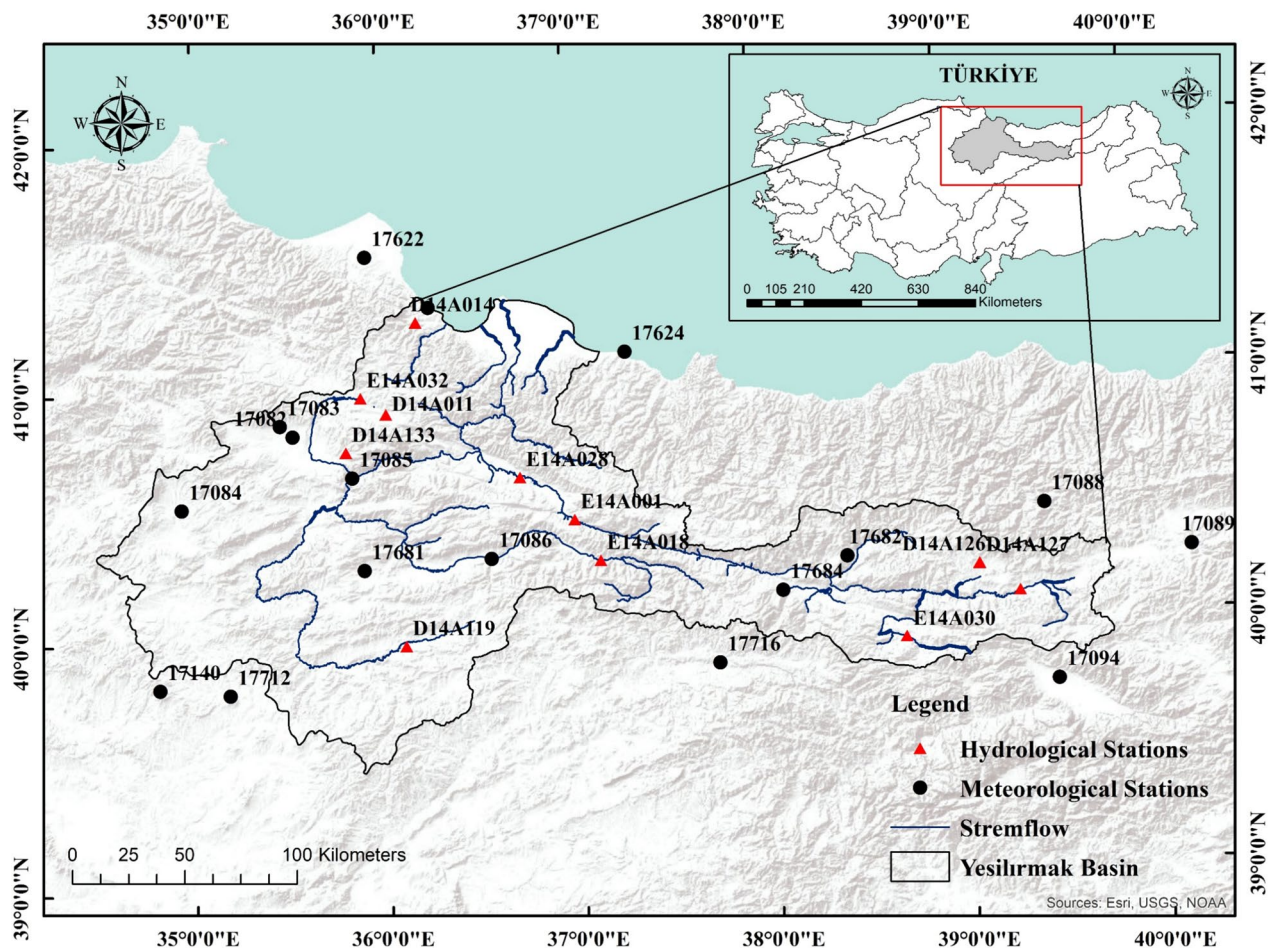 35°0'0"E
36°0'0"E
37°0'0"E
38°0'0"E
39°0'0"E
40°0'0"E
N
W
E
S
TÜRKİYE
N
W
E
S
0 105 210 420 630 840
Kilometers
42°0'0"N
42°0'0"N
17622
D14A014
17624
41°0'0"N
41°0'0"N
E14A032
D14A011
17082
17083
D14A133
17085
E14A028
17084
E14A001
17088
17089
17681
17086
E14A018
17682
D14A126
D14A127
17684
40°0'0"N
40°0'0"N
D14A119
E14A030
17140
17712
17716
17094
Legend
Hydrological Stations
Meteorological Stations
Stremflow
Yesilırmak Basin
0 25 50 100 Kilometers
39°0'0"N
39°0'0"N
Sources: Esri, USGS, NOAA
35°0'0"E
36°0'0"E
37°0'0"E
38°0'0"E
39°0'0"E
40°0'0"E